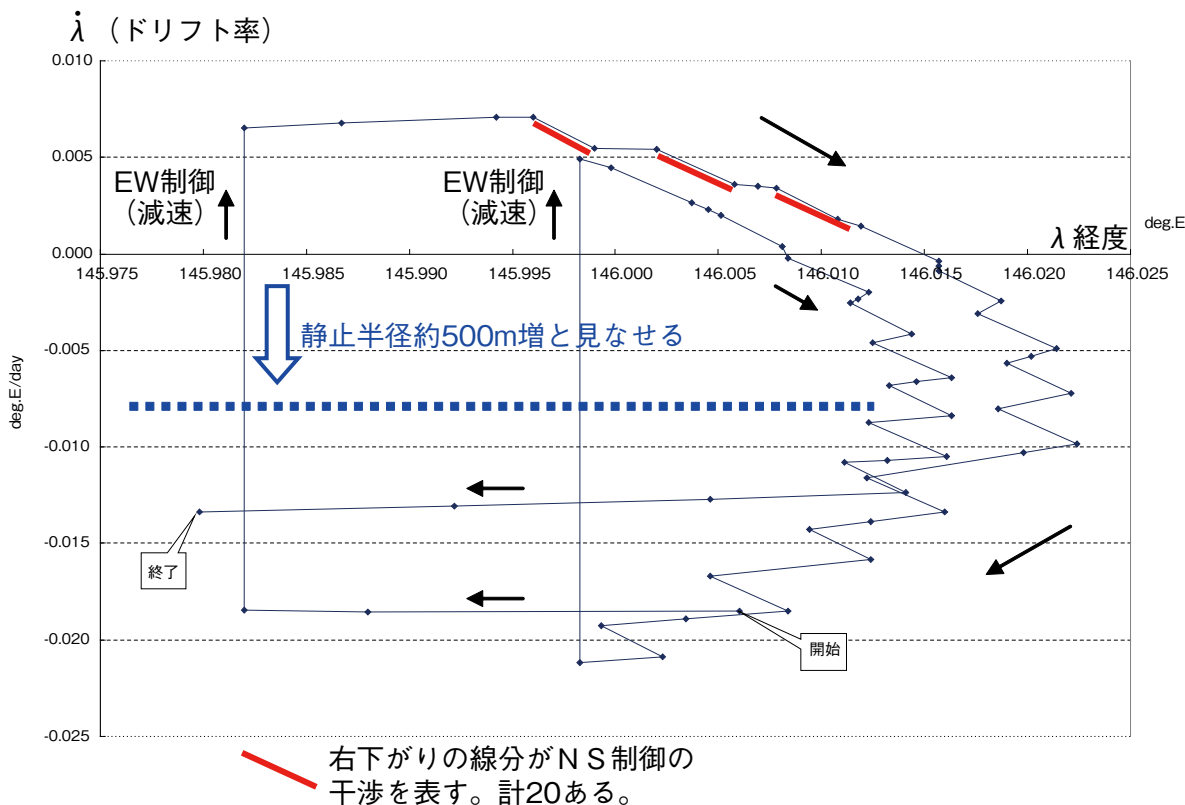 λ̇ （ドリフト率）
0.010
0.005
EW制御
（減速）
EW制御
（減速）
λ 経度
deg.E
0.000
145.975
145.980
145.985
145.990
145.995
146.000
146.005
146.010
146.015
146.020
146.025
静止半径約500m増と見なせる
-0.005
deg.E/day
-0.010
-0.015
終了
-0.020
開始
-0.025
右下がりの線分がＮＳ制御の
干渉を表す。計20ある。